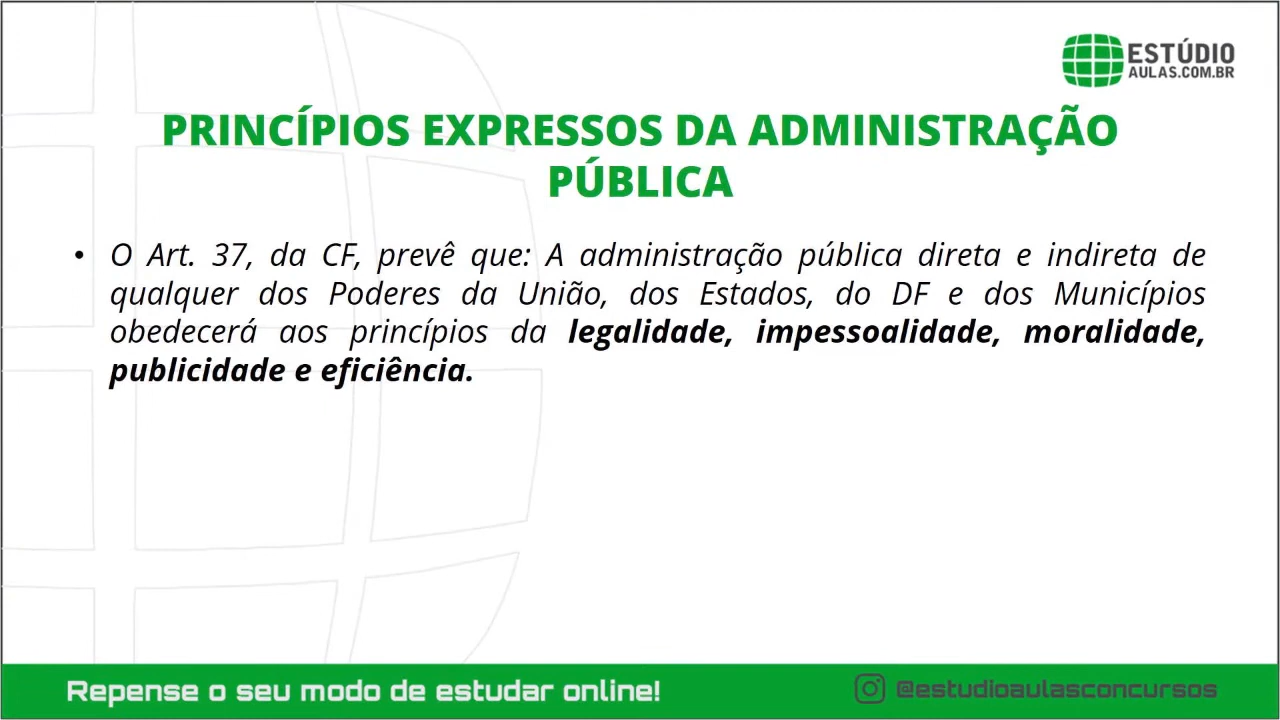 ESTÚDIO
AULAS.COM.BR
PRINCÍPIOS EXPRESSOS DA ADMINISTRAÇÃO
PÚBLICA
• O Art. 37, da CF, prevê que: A administração pública direta e indireta de
qualquer dos Poderes da União, dos Estados, do DF e dos Municípios
obedecerá aos princípios da legalidade, impessoalidade, moralidade,
publicidade e eficiência.
Repense o seu modo de estudar online!
@estudioaulasconcursos